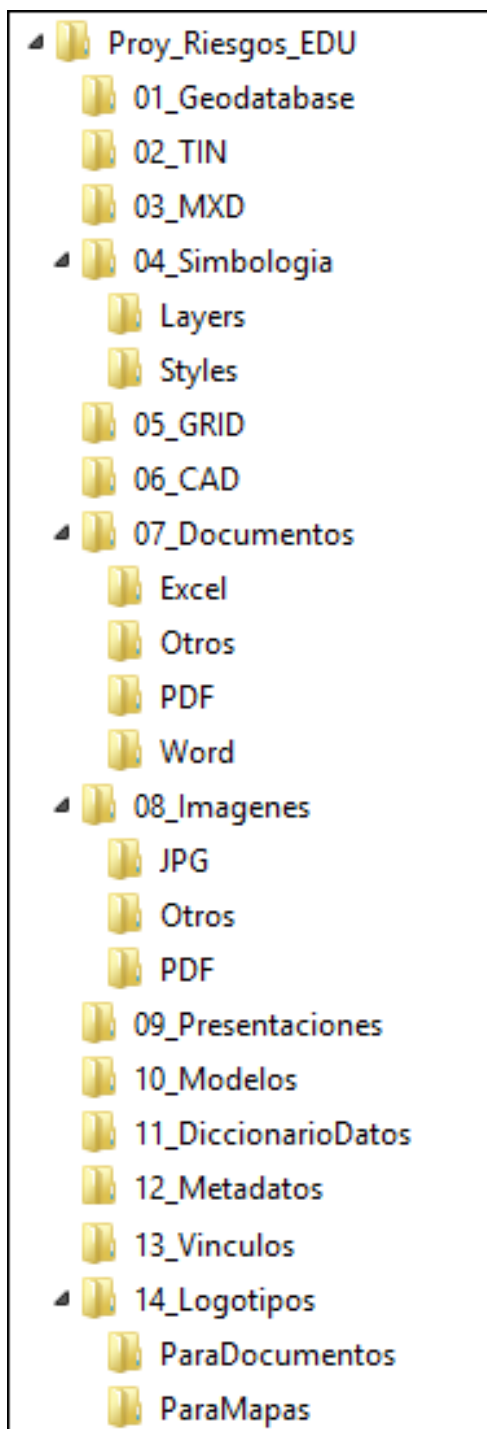 Proy_Riesgos_EDU
01_Geodatabase
02_TIN
03_MXD
04_Simbologia
Layers
Styles
05_GRID
06_CAD
07_Documentos
Excel
Otros
PDF
Word
08_Imagenes
JPG
Otros
PDF
09_Presentaciones
10_Modelos
11_DiccionarioDatos
12_Metadatos
13_Vinculos
14_Logotipos
ParaDocumentos
ParaMapas